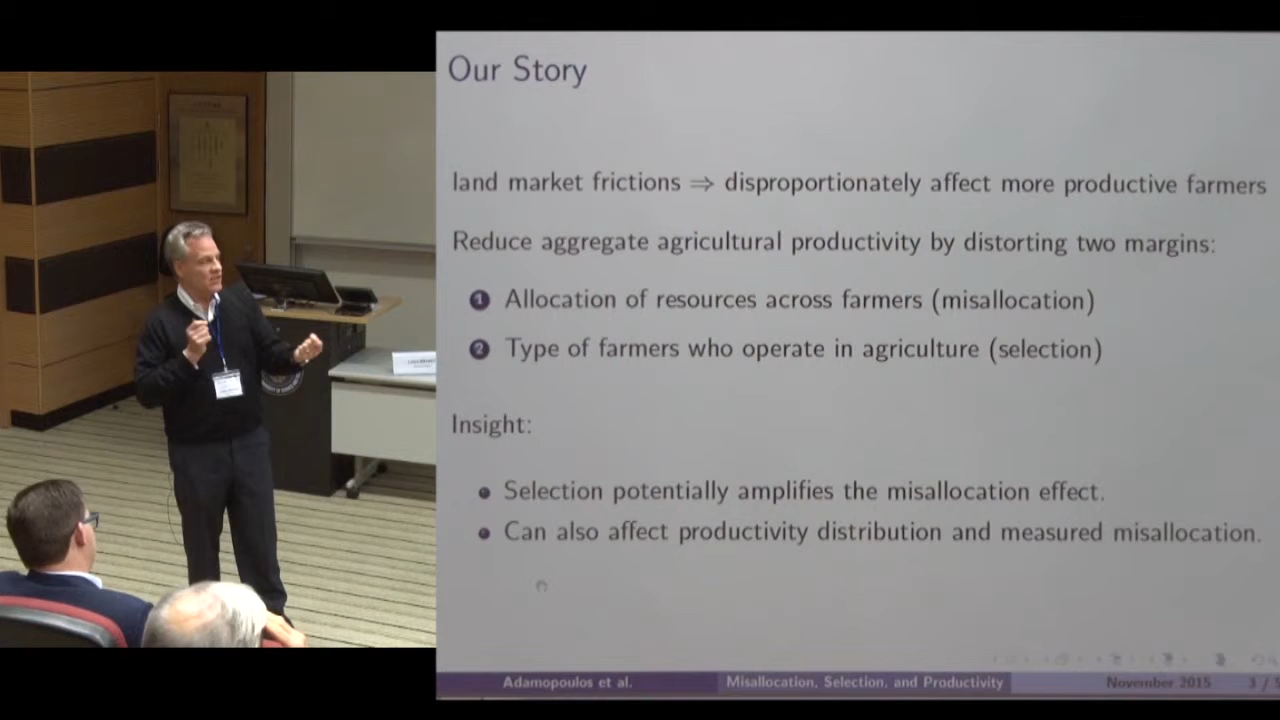 Our Story
land market frictions ⇒ disproportionately affect more productive farmers
Reduce aggregate agricultural productivity by distorting two margins:
1 Allocation of resources across farmers (misallocation)
2 Type of farmers who operate in agriculture (selection)
Insight:
• Selection potentially amplifies the misallocation effect.
• Can also affect productivity distribution and measured misallocation.
Adamopoulos et al. Misallocation, Selection, and Productivity November 2015 3 /